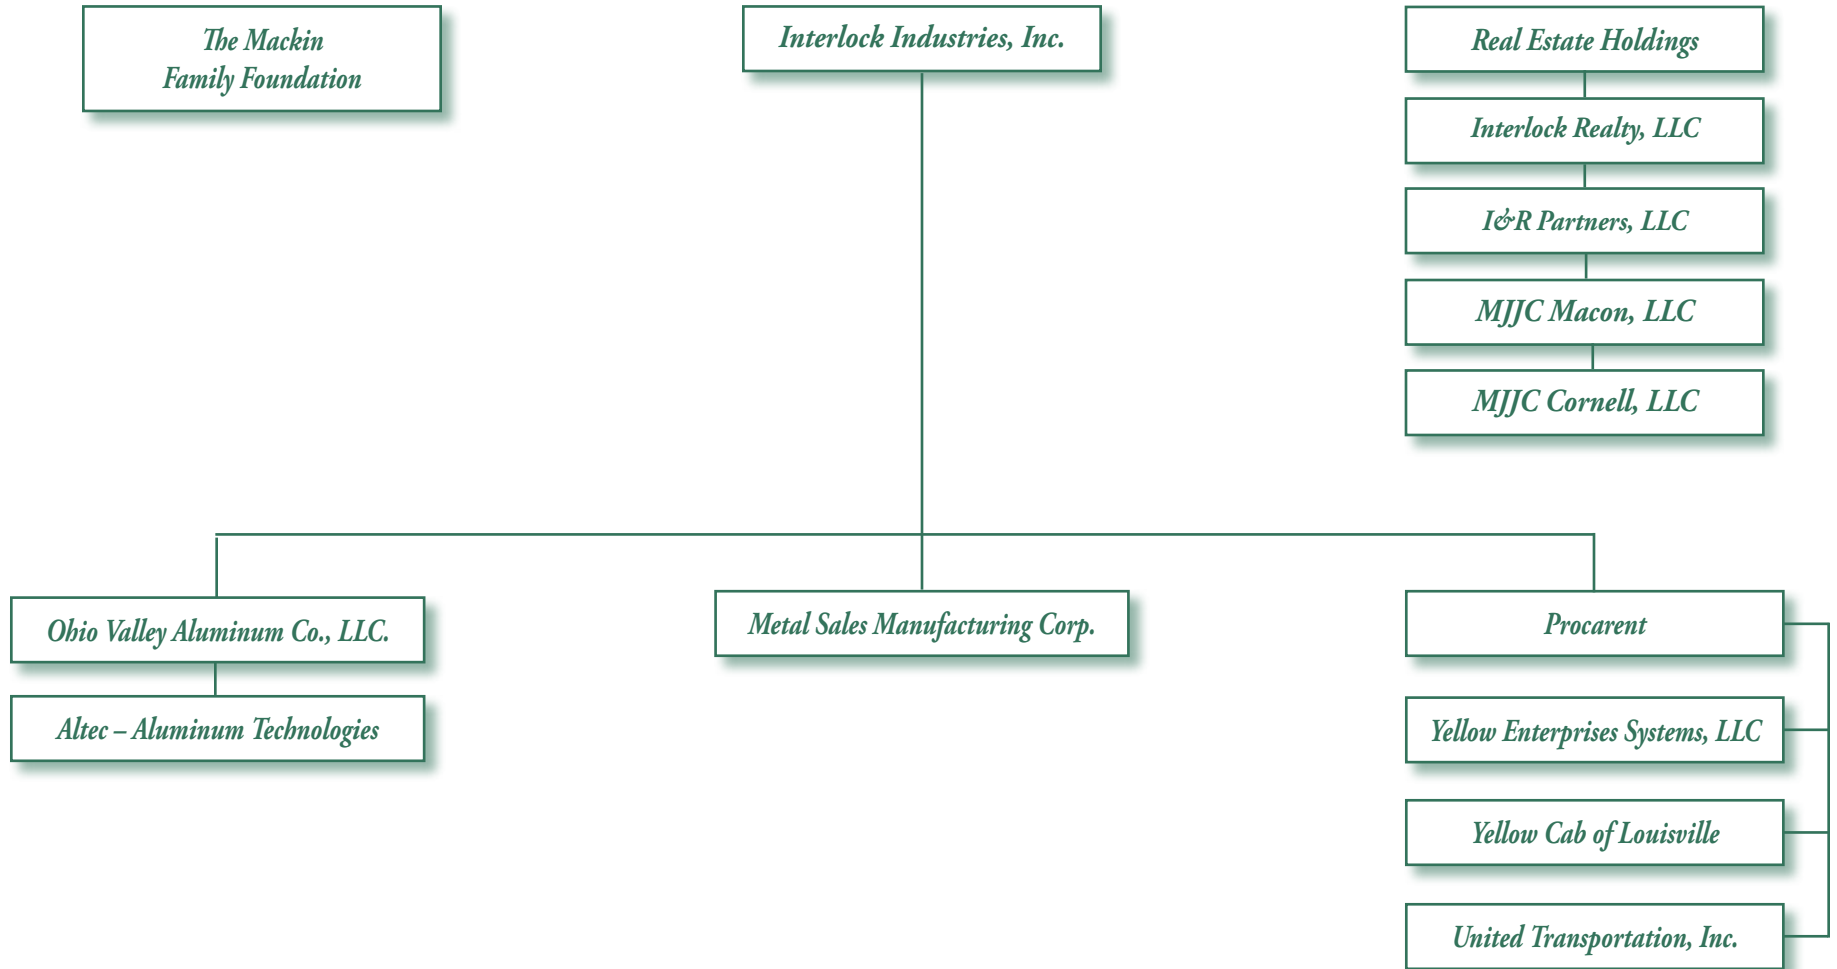 The Mackin
Family Foundation
Interlock Industries, Inc.
Real Estate Holdings
Interlock Realty, LLC
I&R Partners, LLC
MJJC Macon, LLC
MJJC Cornell, LLC
Ohio Valley Aluminum Co., LLC.
Altec – Aluminum Technologies
Metal Sales Manufacturing Corp.
Procarent
Yellow Enterprises Systems, LLC
Yellow Cab of Louisville
United Transportation, Inc.